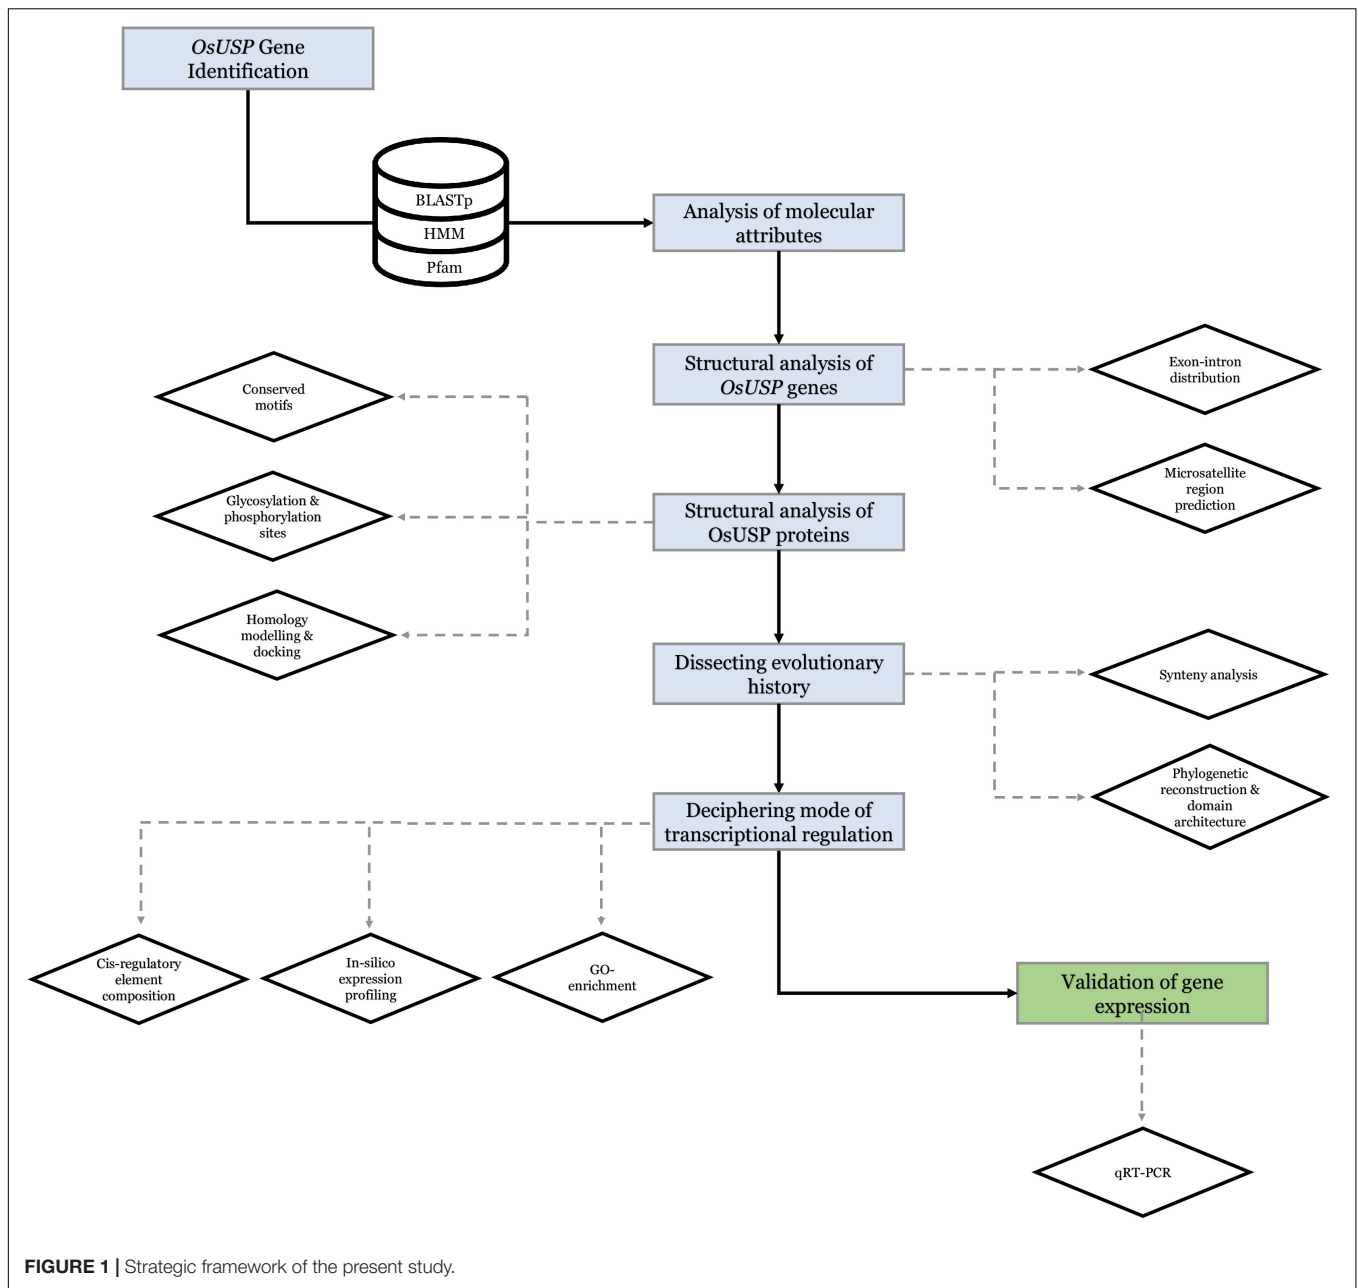 OsUSP Gene
Identification
BLASTp
HMM
Pfam
Analysis of molecular
attributes
Structural analysis of
OsUSP genes
Exon-intron
distribution
Microsatellite
region
prediction
Conserved
motifs
Glycosylation &
phosphorylation
sites
Homology
modelling &
docking
Structural analysis of
OsUSP proteins
Dissecting evolutionary
history
Synteny analysis
Phylogenetic
reconstruction &
domain
architecture
Deciphering mode of
transcriptional regulation
Cis-regulatory
element
composition
In-silico
expression
profiling
GO-
enrichment
Validation of gene
expression
qRT-PCR
FIGURE 1 | Strategic framework of the present study.